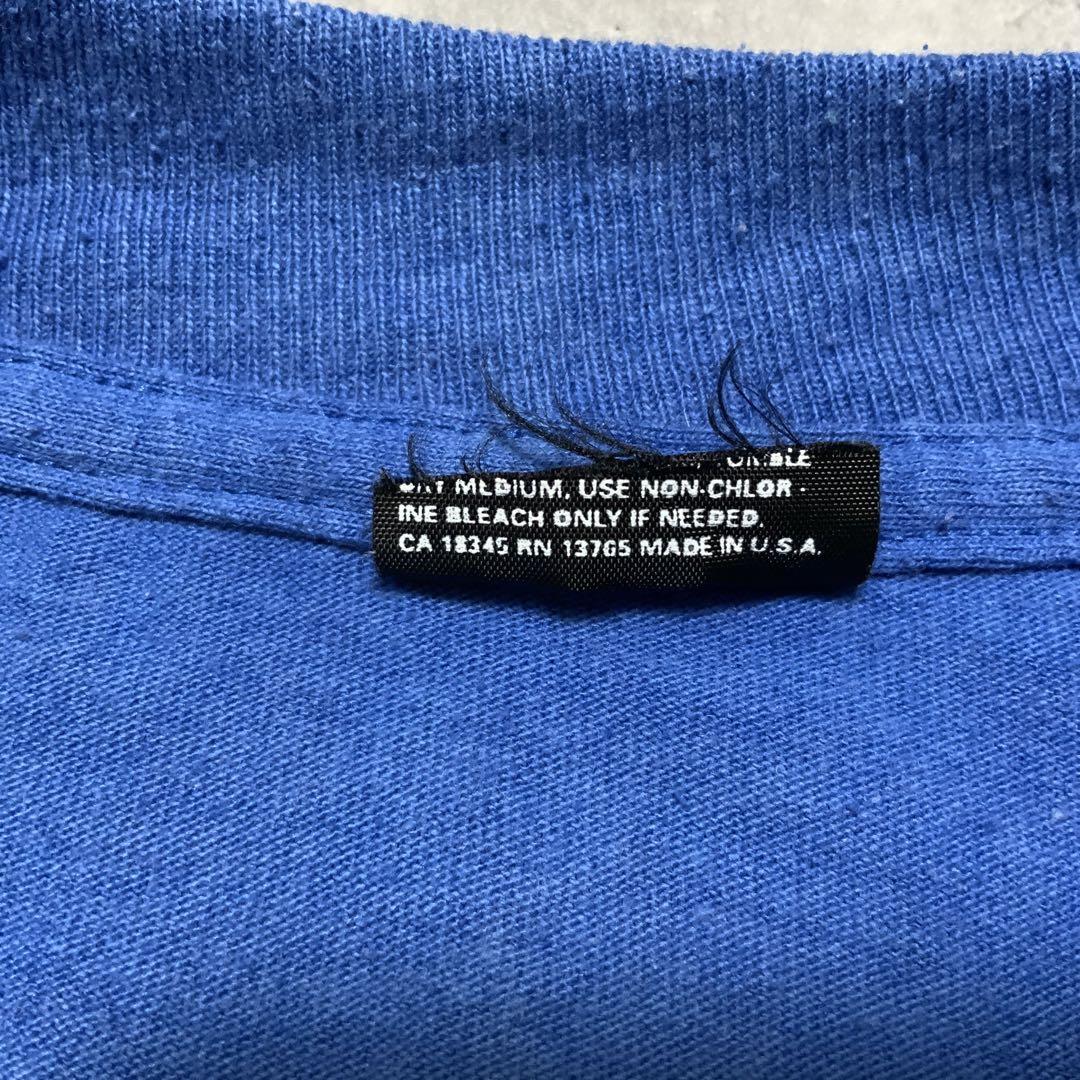 MEDIUM. USE NON-CHLOR-
INE BLEACH ONLY IF NEEDED.
CA 18345 RN 13765 MADE IN U.S.A.